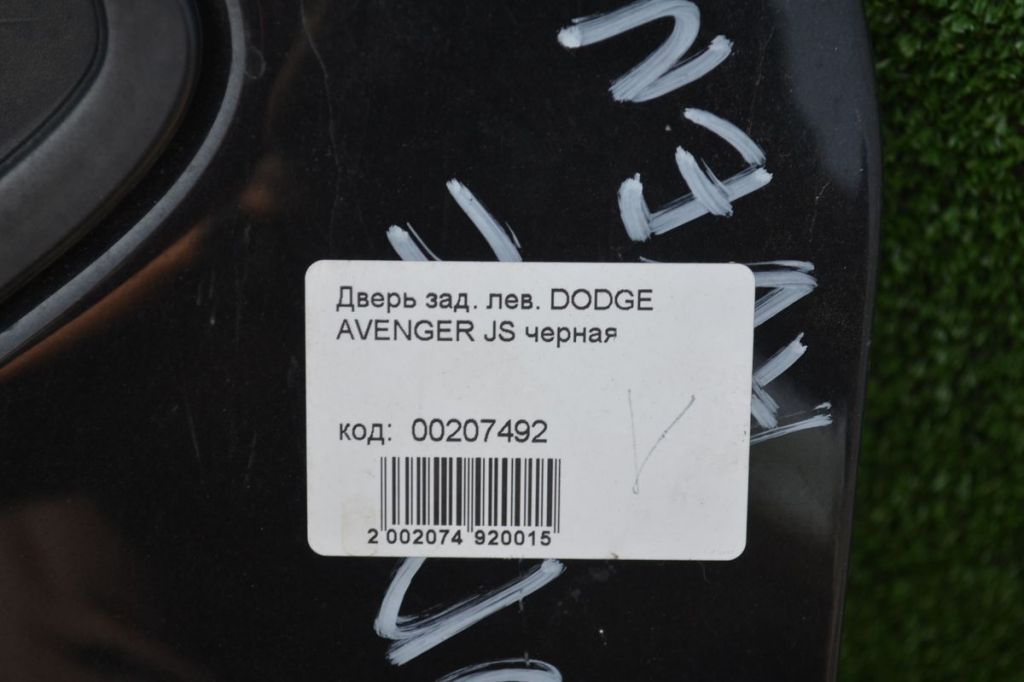 Дверь зад. лев. DODGE
AVENGER JS черная
код: 00207492
2 002074 920015